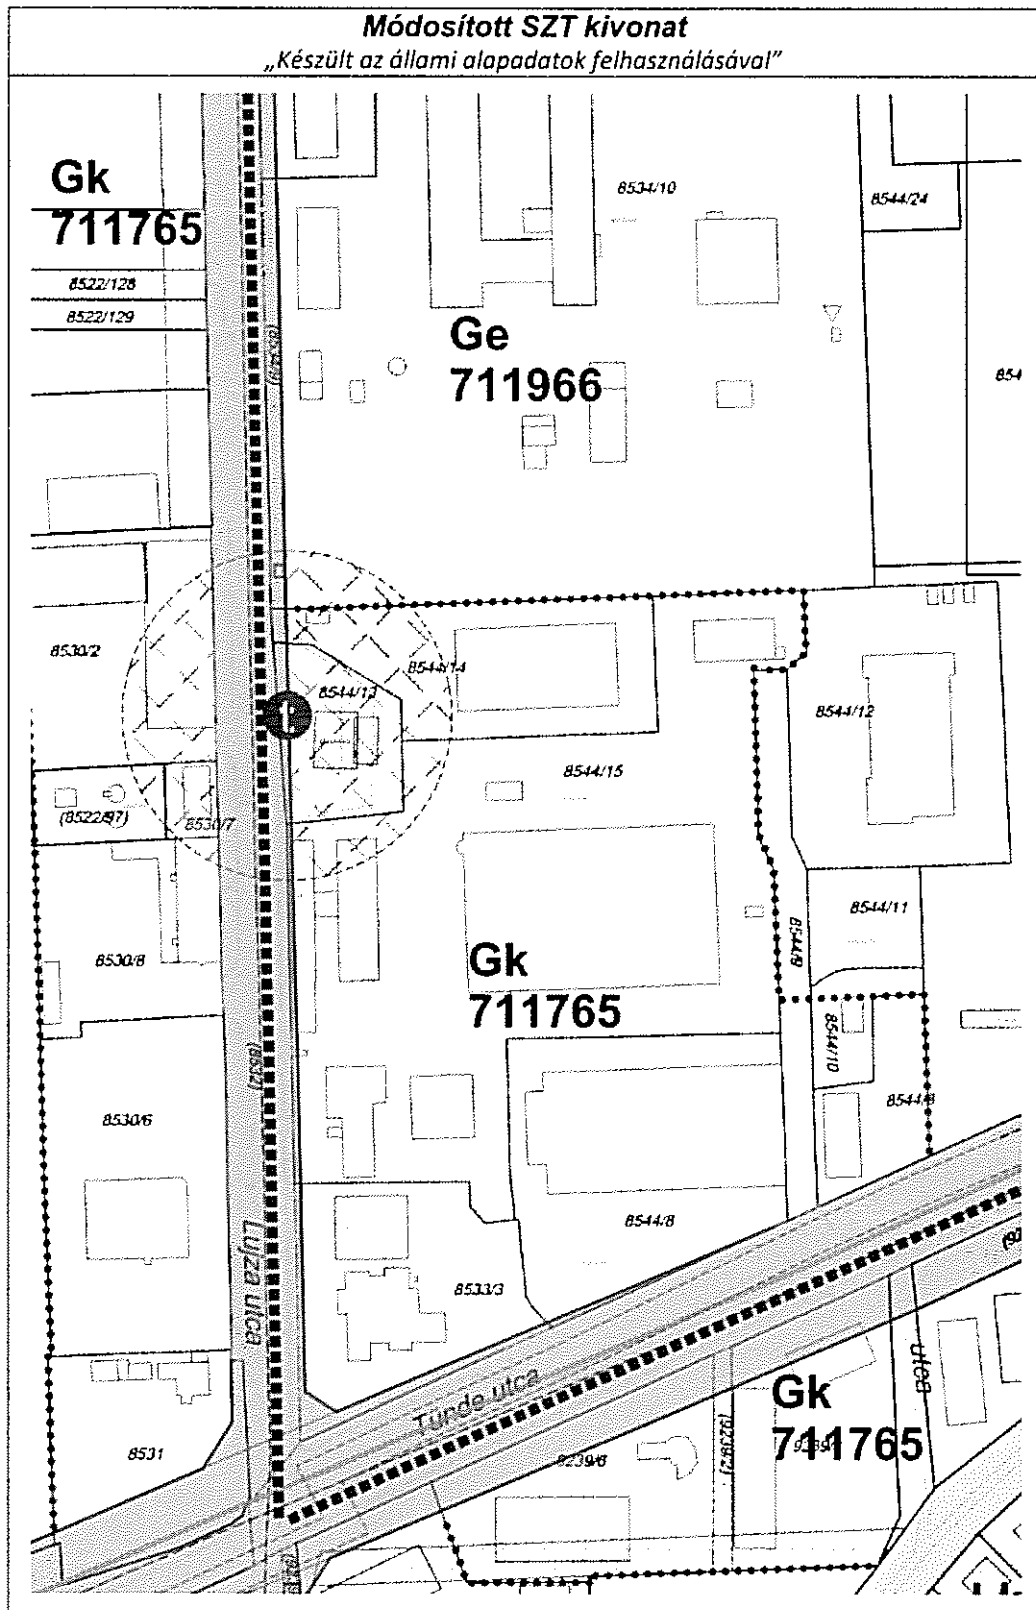 Módosított SZT kivonat
„Készült az állami alapadatok felhasználásával”
Gk
711765
8534/10
8544/24
8522/128
8522/129
Ge
711966
854
8530/2
8544/14
8544/13
t
8544/12
8544/15
(8522/97)
8530/7
8544/11
8544/9
8530/8
Gk
711765
(8532)
8544/10
8530/6
8544/8
8533/3
Lujza utca
Tünde utca
utca
Gk
711765
8531
9239/6
(9239/2)